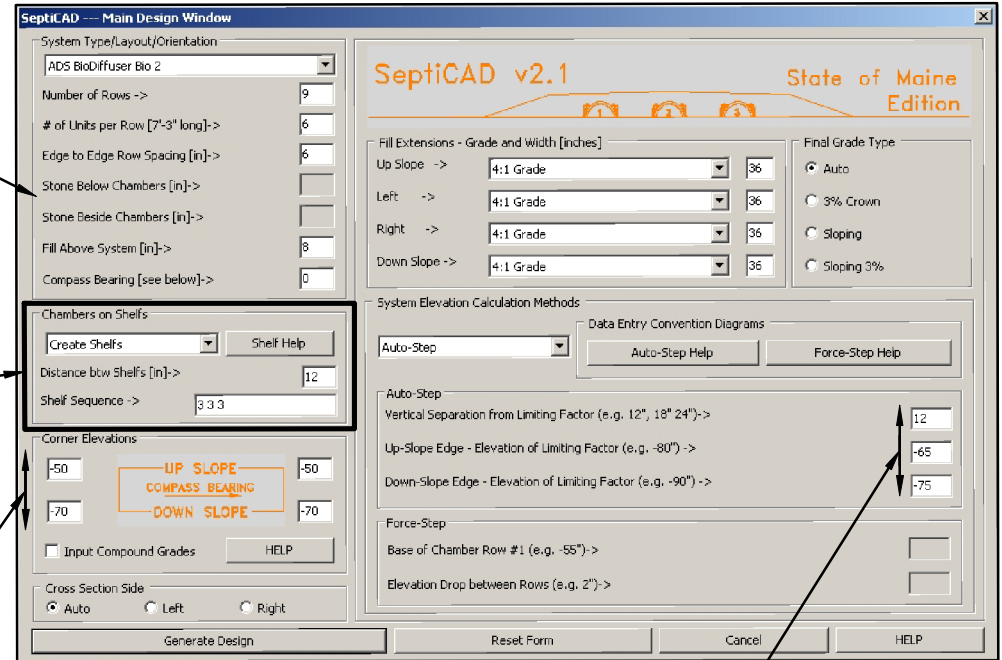 SeptiCAD --- Main Design Window
System Type/Layout/Orientation
ADS BioDiffuser Bio 2
Number of Rows -> 9
# of Units per Row [7'-3" long]-> 6
Edge to Edge Row Spacing [in]-> 6
Stone Below Chambers [in]->
Stone Beside Chambers [in]->
Fill Above System [in]-> 8
Compass Bearing [see below]-> 0
Chambers on Shelfs
Create Shelfs Shelf Help
Distance btw Shelfs [in]-> 12
Shelf Sequence -> 3 3 3
Corner Elevations
-50 UP SLOPE -50
COMPASS BEARING
-70 DOWN SLOPE -70
Input Compound Grades HELP
Cross Section Side
Auto Left Right
SeptiCAD v2.1
State of Maine
Edition
1 2 3
Fill Extensions - Grade and Width [inches]
Up Slope -> 4:1 Grade 36
Left -> 4:1 Grade 36
Right -> 4:1 Grade 36
Down Slope -> 4:1 Grade 36
Final Grade Type
Auto
3% Crown
Sloping
Sloping 3%
System Elevation Calculation Methods
Auto-Step
Data Entry Convention Diagrams
Auto-Step Help Force-Step Help
Auto-Step
Vertical Separation from Limiting Factor (e.g. 12", 18" 24")-> 12
Up-Slope Edge - Elevation of Limiting Factor (e.g. -80") -> -65
Down-Slope Edge - Elevation of Limiting Factor (e.g. -90") -> -75
Force-Step
Base of Chamber Row #1 (e.g. -55")->
Elevation Drop between Rows (e.g. 2")->
Generate Design Reset Form Cancel HELP